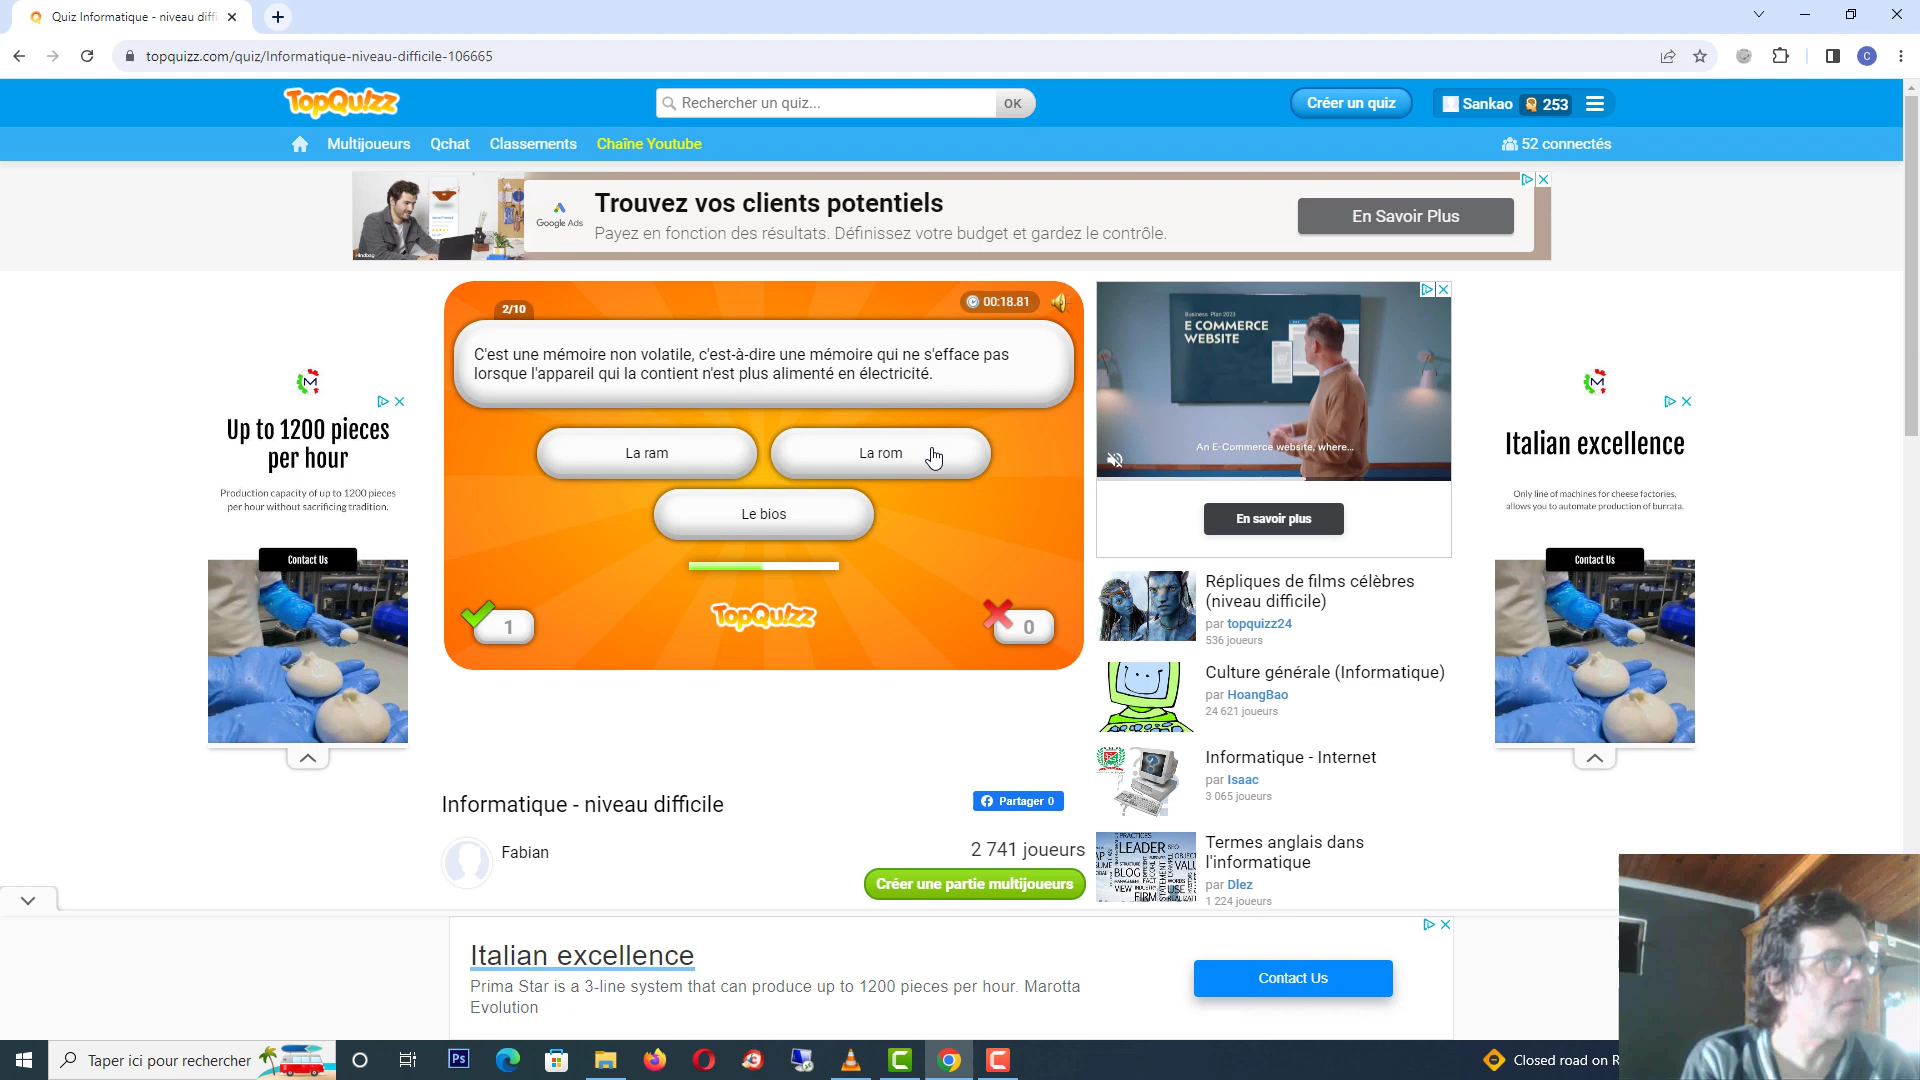 Quiz Informatique - niveau diffi
topquizz.com/quiz/Informatique-niveau-difficile-106665
C
TopQuizz
Rechercher un quiz...
OK
Créer un quiz
Sankao
253
Multijoueurs
Qchat
Classements
Chaîne Youtube
52 connectés
Google Ads
Trouvez vos clients potentiels
Payez en fonction des résultats. Définissez votre budget et gardez le contrôle.
En Savoir Plus
2/10
00:18.81
C'est une mémoire non volatile, c'est-à-dire une mémoire qui ne s'efface pas
lorsque l'appareil qui la contient n'est plus alimenté en électricité.
La ram
La rom
Le bios
1
TopQuizz
0
M
Up to 1200 pieces
per hour
Production capacity of up to 1200 pieces
per hour without sacrificing tradition.
Contact Us
Business Plan 2023
E COMMERCE
WEBSITE
An E-Commerce website, where...
En savoir plus
M
Italian excellence
Only line of machines for cheese factories,
allows you to automate production of burrata.
Contact Us
Répliques de films célèbres
(niveau difficile)
par topquizz24
536 joueurs
Culture générale (Informatique)
par HoangBao
24 621 joueurs
Informatique - Internet
par Isaac
3 065 joueurs
Termes anglais dans
l'informatique
par Dlez
1 224 joueurs
PRACTICES
LEADER
BLOG
VIEW
FIRM
Informatique - niveau difficile
Partager 0
Fabian
2 741 joueurs
Créer une partie multijoueurs
Italian excellence
Prima Star is a 3-line system that can produce up to 1200 pieces per hour. Marotta
Evolution
Contact Us
Taper ici pour rechercher
Ps
Closed road on R